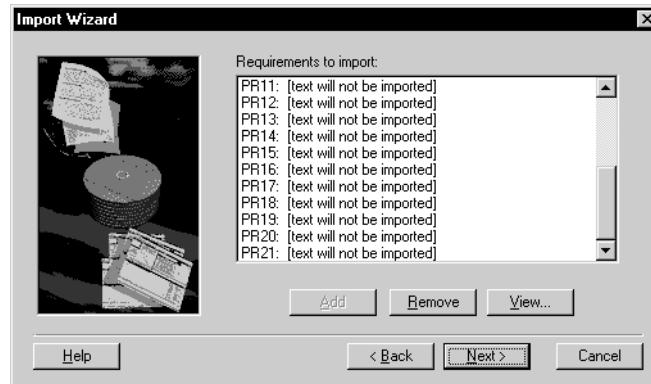 Import Wizard
Requirements to import:
PR11: [text will not be imported]
PR12: [text will not be imported]
PR13: [text will not be imported]
PR14: [text will not be imported]
PR15: [text will not be imported]
PR16: [text will not be imported]
PR17: [text will not be imported]
PR18: [text will not be imported]
PR19: [text will not be imported]
PR20: [text will not be imported]
PR21: [text will not be imported]
Add Remove View...
Help < Back Next > Cancel